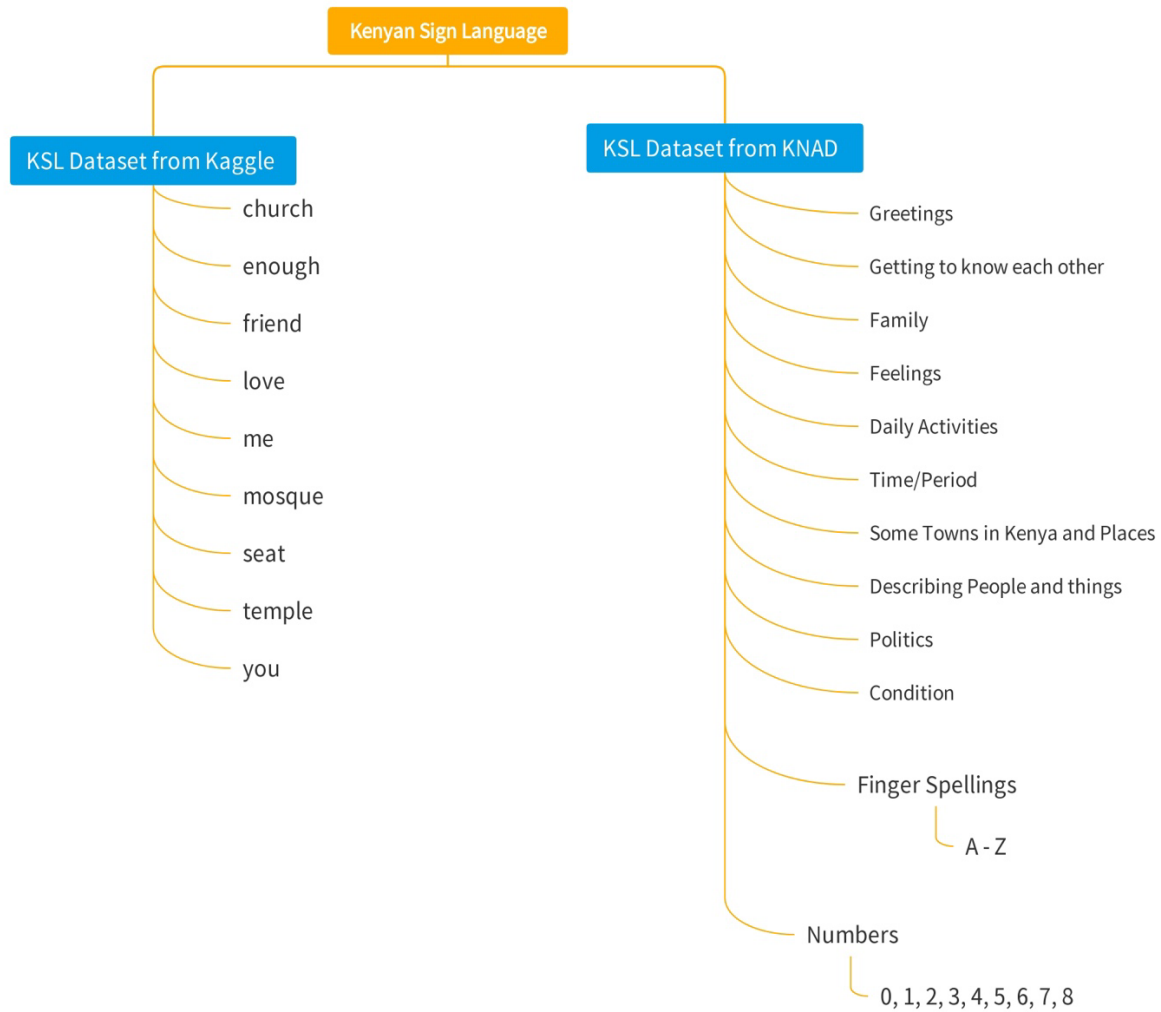 Kenyan Sign Language
KSL Dataset from Kaggle
church
enough
friend
love
me
mosque
seat
temple
you
KSL Dataset from KNAD
Greetings
Getting to know each other
Family
Feelings
Daily Activities
Time/Period
Some Towns in Kenya and Places
Describing People and things
Politics
Condition
Finger Spellings
A - Z
Numbers
0, 1, 2, 3, 4, 5, 6, 7, 8